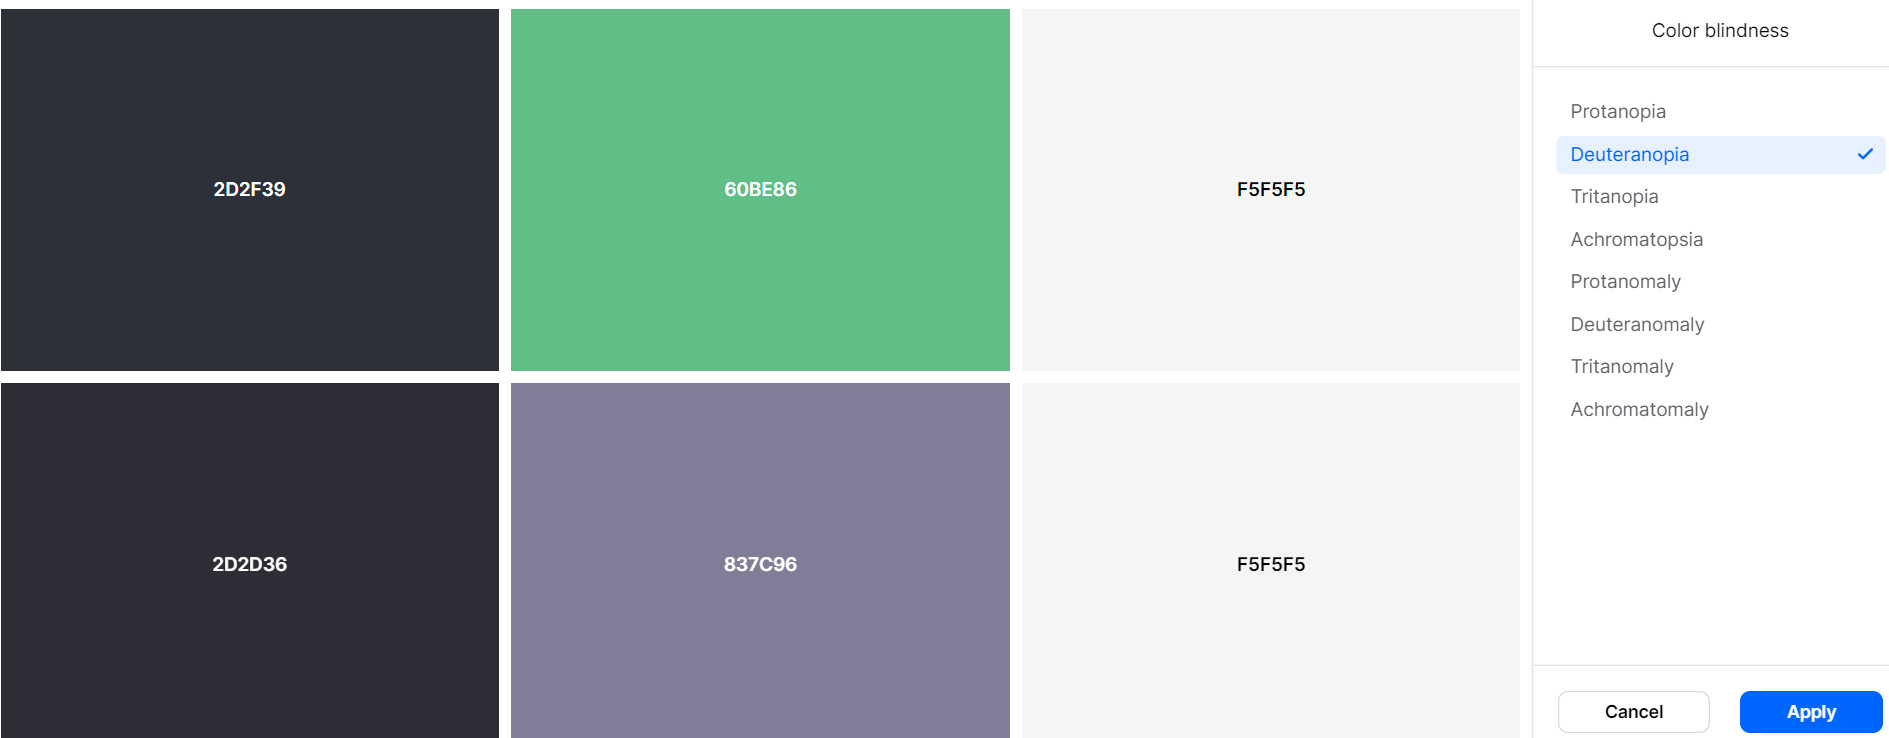 2D2F39
60BE86
F5F5F5
2D2D36
837C96
F5F5F5
Color blindness
Protanopia
Deuteranopia
Tritanopia
Achromatopsia
Protanomaly
Deuteranomaly
Tritanomaly
Achromatomaly
Cancel
Apply